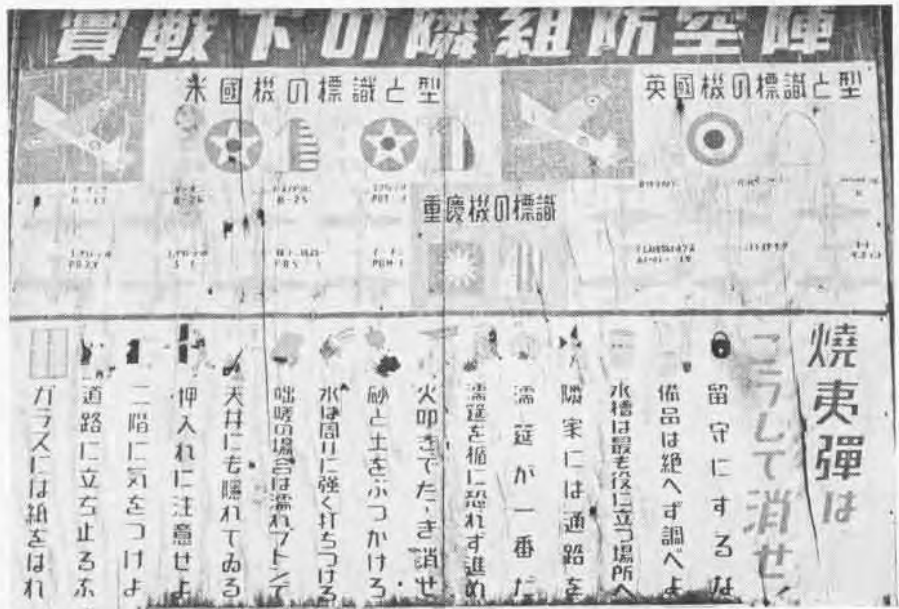 實戰下の隣組防空陣
米國機の標識と型
英國機の標識と型
B-26
B-25
重慶機の標識
燒夷彈は
こうして消せ
留守にするな
備品は絶へず調べよ
水槽は最も役に立つ場所へ
隣家には通路を
濡莚が一番だ
濡莚を楯に恐れず進め
火叩きでたゝき消せ
砂と土をぶつかけろ
水は周りに強く打ちつける
咄嗟の場合は濡れフトンで
天井にも隱れてゐる
押入れに注意せよ
二階に気をつけよ
道路に立ち止るな
ガラスには紙をはれ